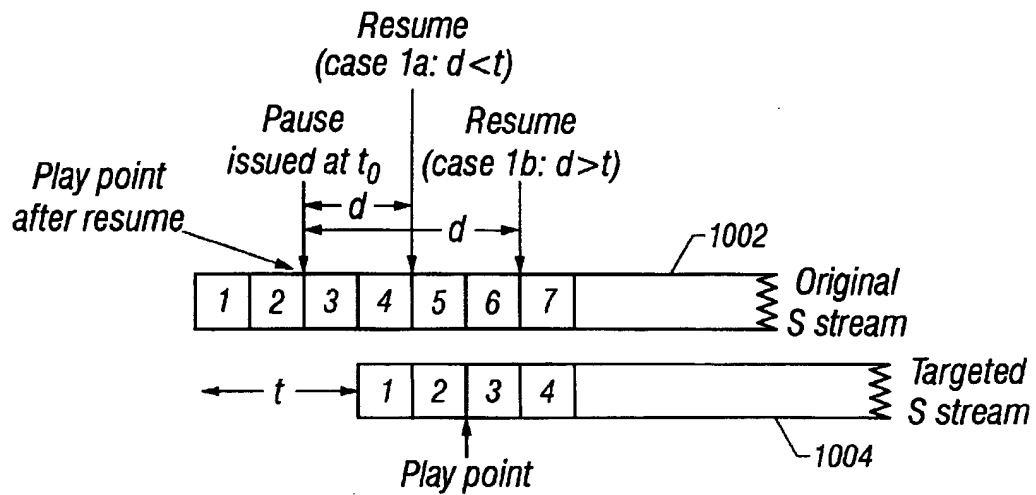 Resume
(case 1a: d<t)
Pause
issued at t0
Resume
(case 1b: d>t)
Play point
after resume
d
d
1002
1 2 3 4 5 6 7
Original
S stream
t
1 2 3 4
Targeted
S stream
1004
Play point